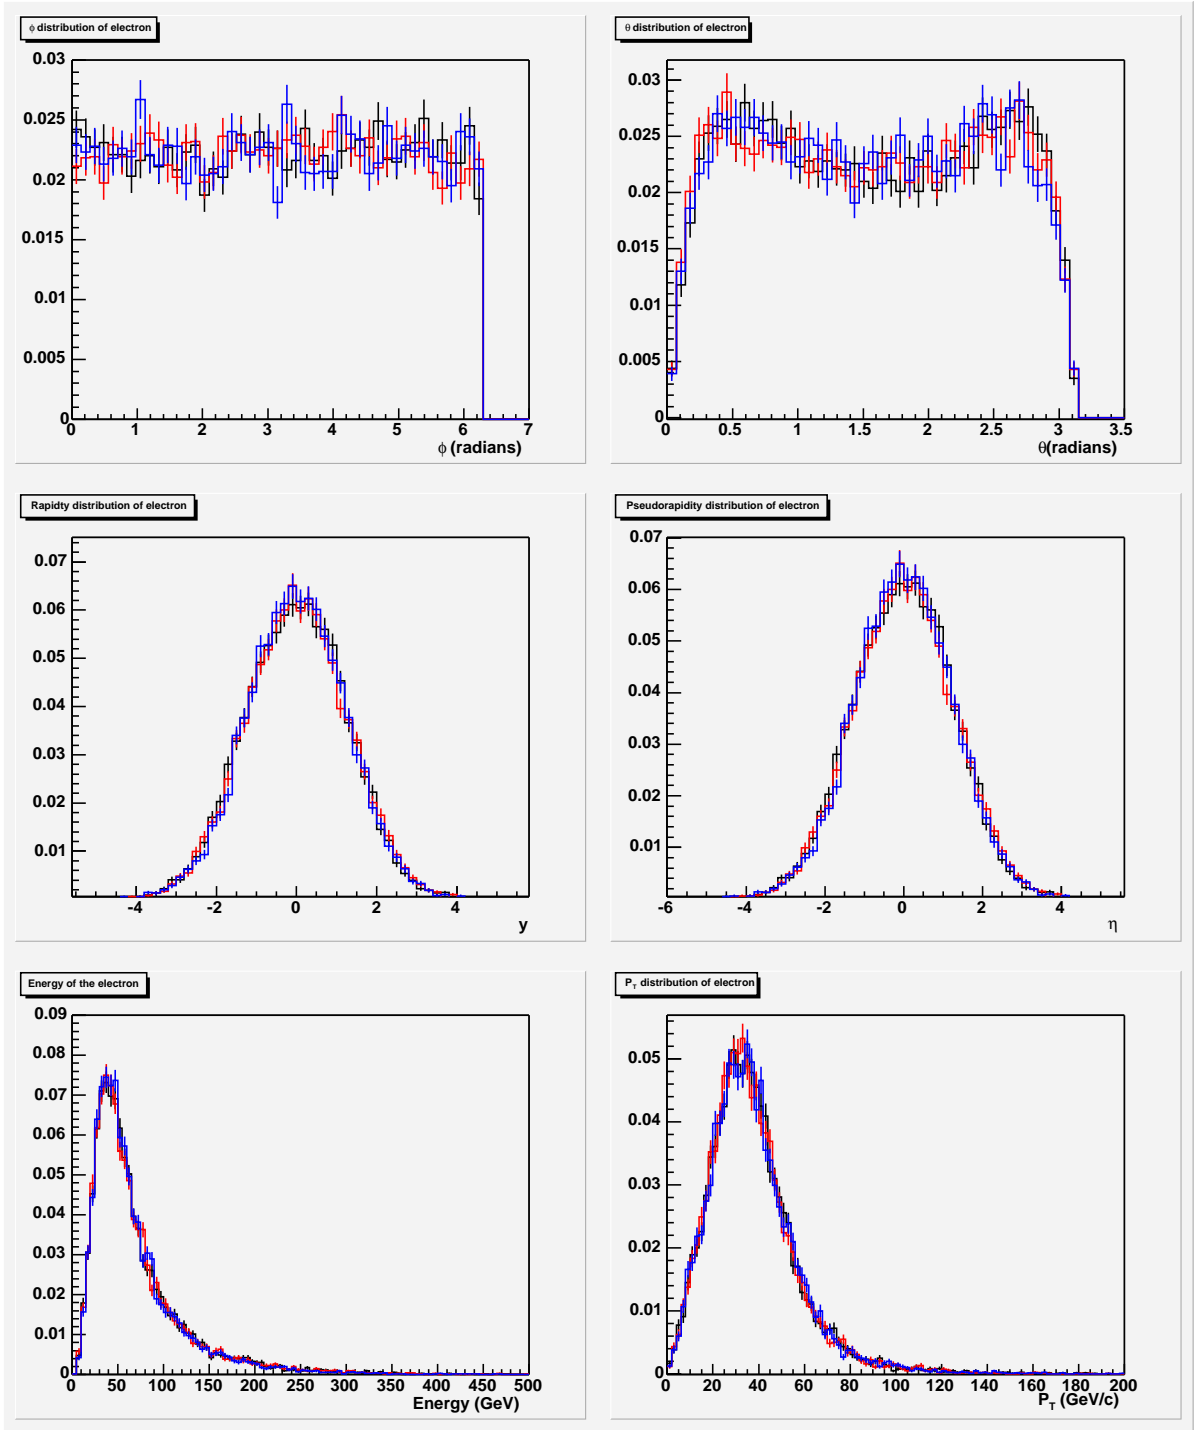 ϕ distribution of electron
0.03
0.025
0.02
0.015
0.01
0.005
0
0 1 2 3 4 5 6 7
ϕ (radians)
θ distribution of electron
0.03
0.025
0.02
0.015
0.01
0.005
0
0 0.5 1 1.5 2 2.5 3 3.5
θ(radians)
Rapidty distribution of electron
0.07
0.06
0.05
0.04
0.03
0.02
0.01
-4 -2 0 2 4
y
Pseudorapidity distribution of electron
0.07
0.06
0.05
0.04
0.03
0.02
0.01
-6 -4 -2 0 2 4
η
Energy of the electron
0.09
0.08
0.07
0.06
0.05
0.04
0.03
0.02
0.01
0
0 50 100 150 200 250 300 350 400 450 500
Energy (GeV)
P_T distribution of electron
0.05
0.04
0.03
0.02
0.01
0
0 20 40 60 80 100 120 140 160 180 200
P_T (GeV/c)